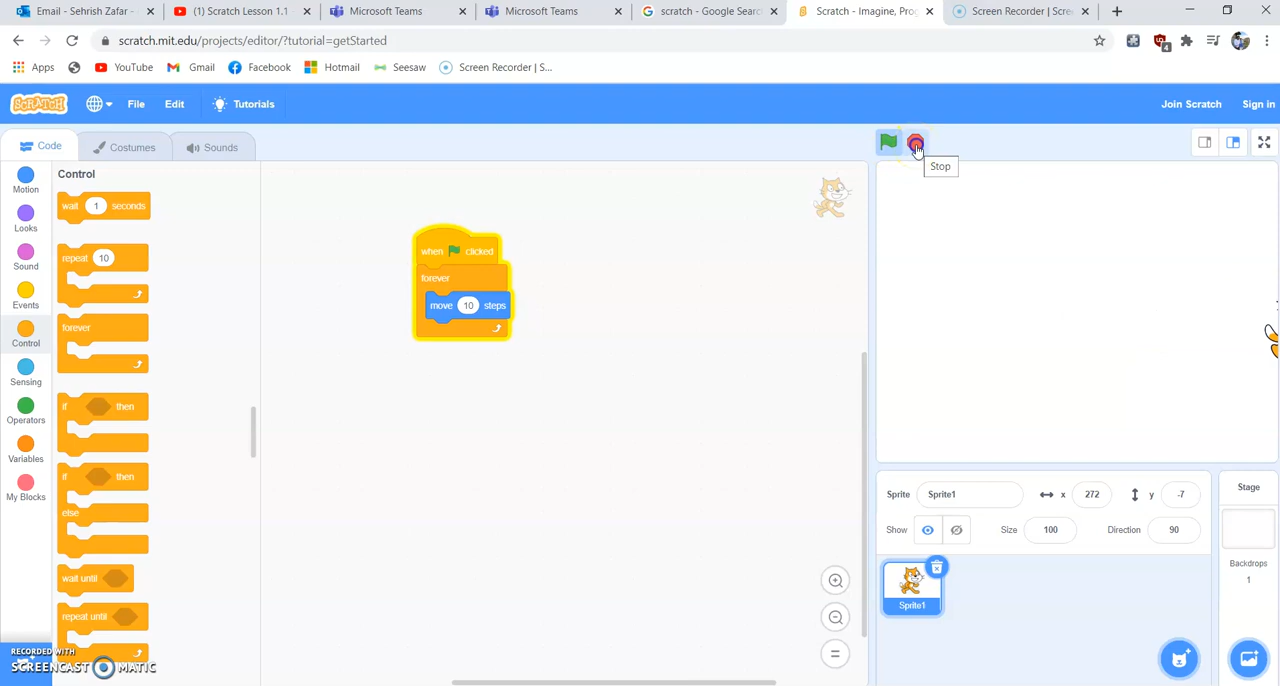 Email - Sehrish Zafar - Outlook
(1) Scratch Lesson 1.1
Microsoft Teams
Microsoft Teams
scratch - Google Searc
Scratch - Imagine, Prog
Screen Recorder | Scre
scratch.mit.edu/projects/editor/?tutorial=getStarted
4
Apps
YouTube
Gmail
Facebook
Hotmail
Seesaw
Screen Recorder | S...
SCRATCH
File
Edit
Tutorials
Join Scratch
Sign in
Code
Costumes
Sounds
Stop
Motion
Looks
Sound
Events
Control
Sensing
Operators
Variables
My Blocks
Control
wait 1 seconds
repeat 10
forever
if then
if then
else
wait until
repeat until
when clicked
forever
move 10 steps
Sprite
Sprite1
x
272
y
-7
Show
Size
100
Direction
90
Sprite1
Stage
Backdrops
1
RECORDED WITH
SCREENCAST MATIC